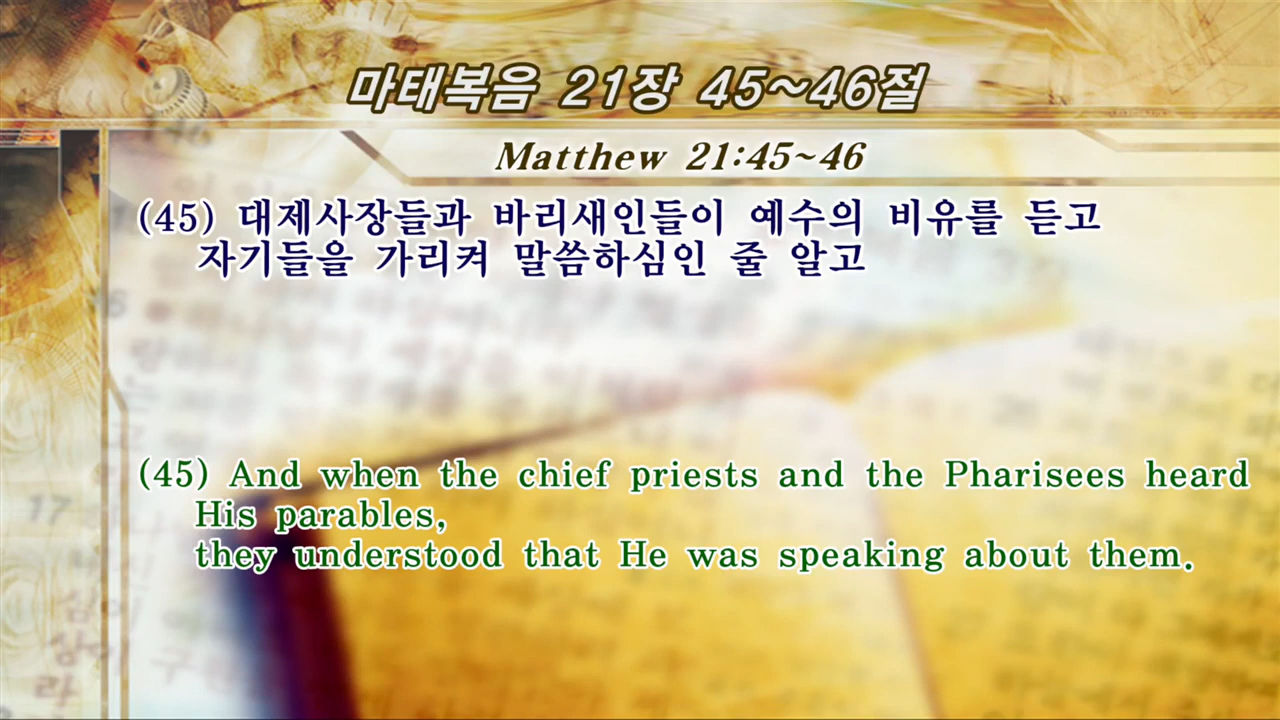 마태복음 21장 45~46절
Matthew 21:45~46
(45) 대제사장들과 바리새인들이 예수의 비유를 듣고
자기들을 가리켜 말씀하심인 줄 알고
(45) And when the chief priests and the Pharisees heard
His parables,
they understood that He was speaking about them.
17